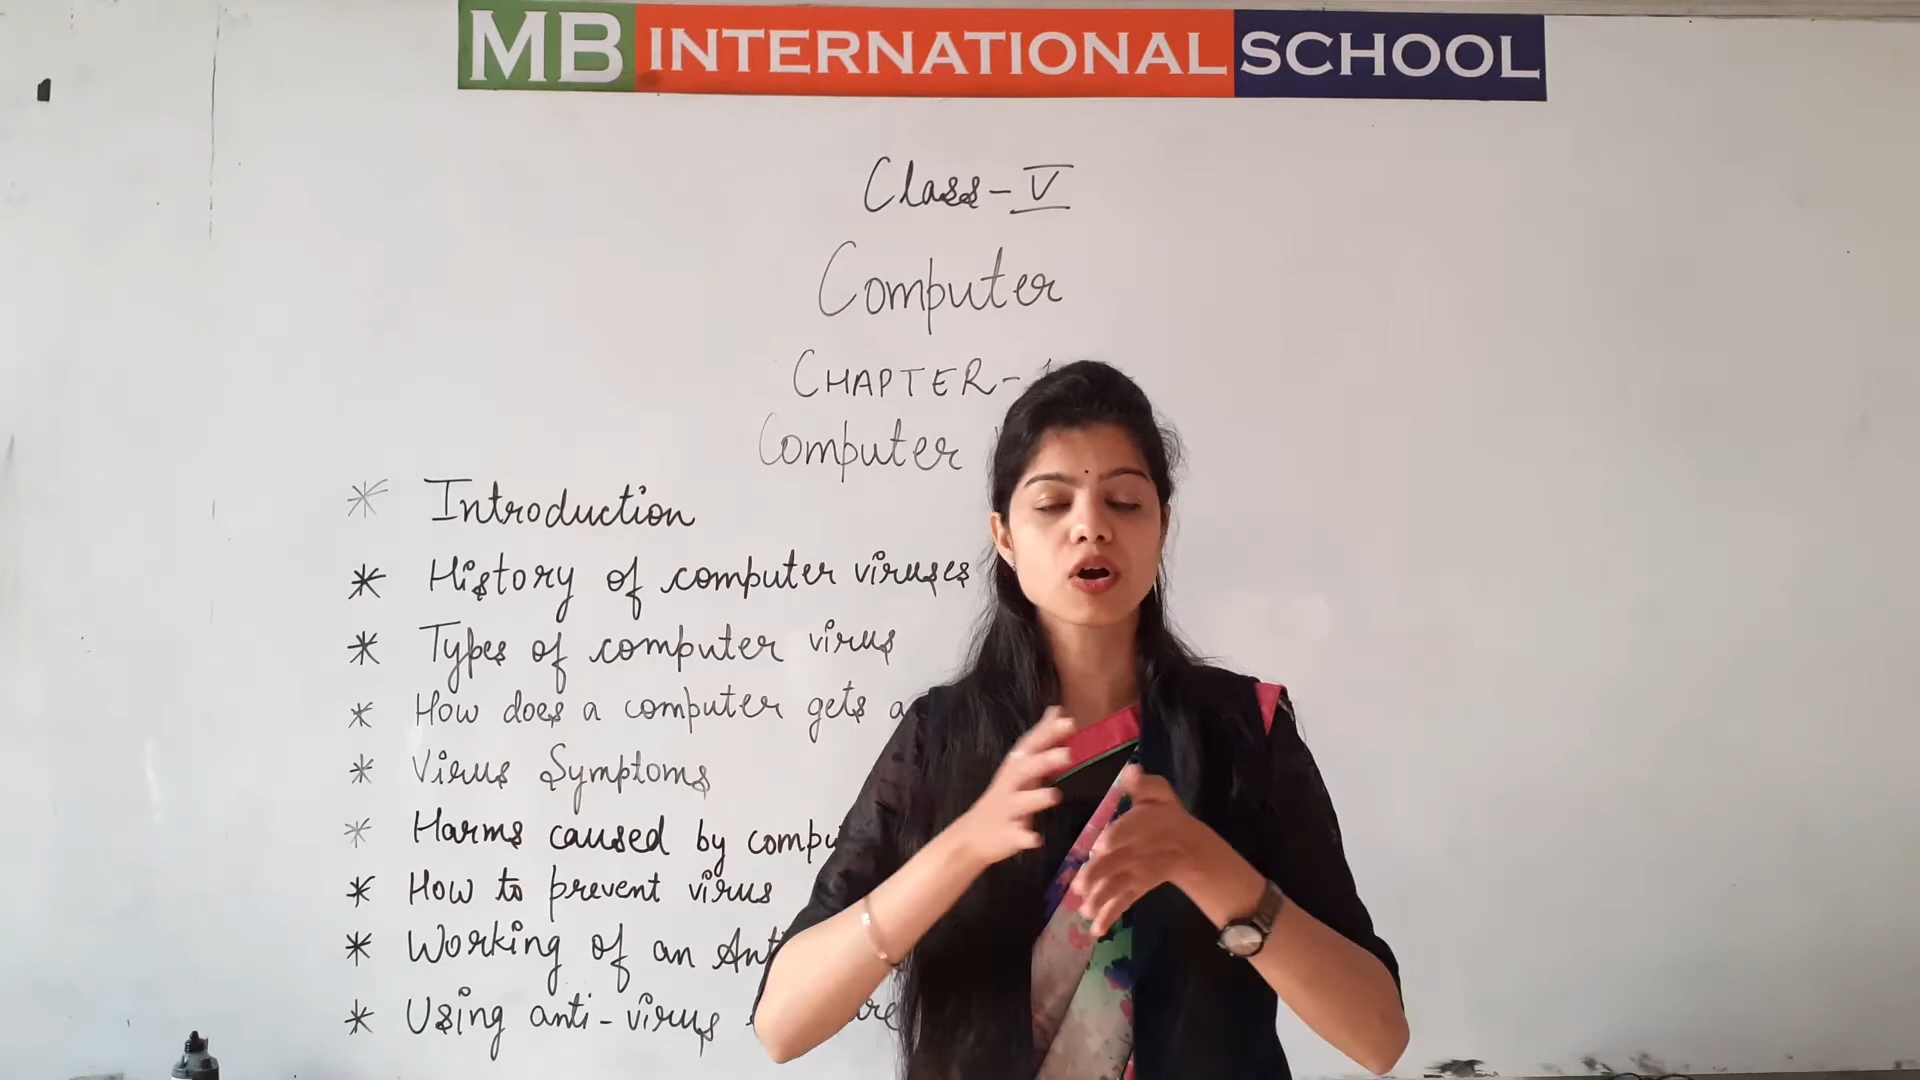 MB INTERNATIONAL SCHOOL
Class - V
Computer
CHAPTER -
Computer
* Introduction
* History of computer viruses
* Types of computer virus
* How does a computer gets a
* Virus Symptoms
* Harms caused by
* How to prevent virus
* Working of an
* Using anti-virus